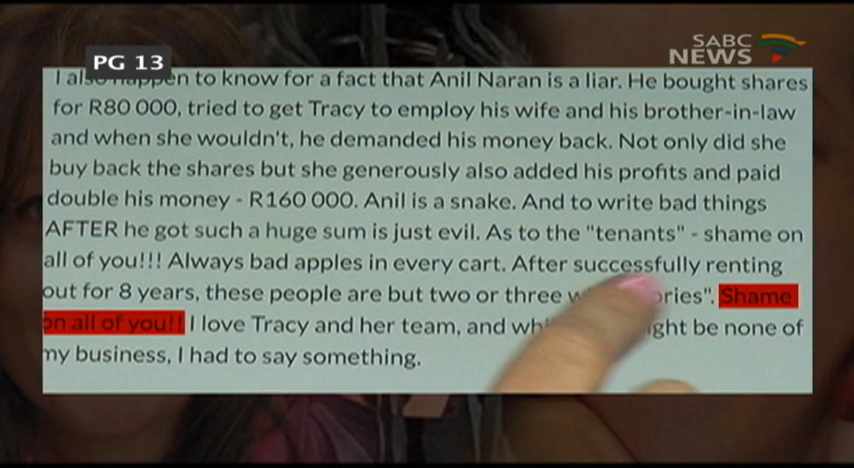 SABC
NEWS
PG 13
I also happen to know for a fact that Anil Naran is a liar. He bought shares
for R80 000, tried to get Tracy to employ his wife and his brother-in-law
and when she wouldn't, he demanded his money back. Not only did she
buy back the shares but she generously also added his profits and paid
double his money - R160 000. Anil is a snake. And to write bad things
AFTER he got such a huge sum is just evil. As to the "tenants" - shame on
all of you!!! Always bad apples in every cart. After successfully renting
out for 8 years, these people are but two or three Shame
on all of you!! I love Tracy and her team, and be none of
my business, I had to say something.